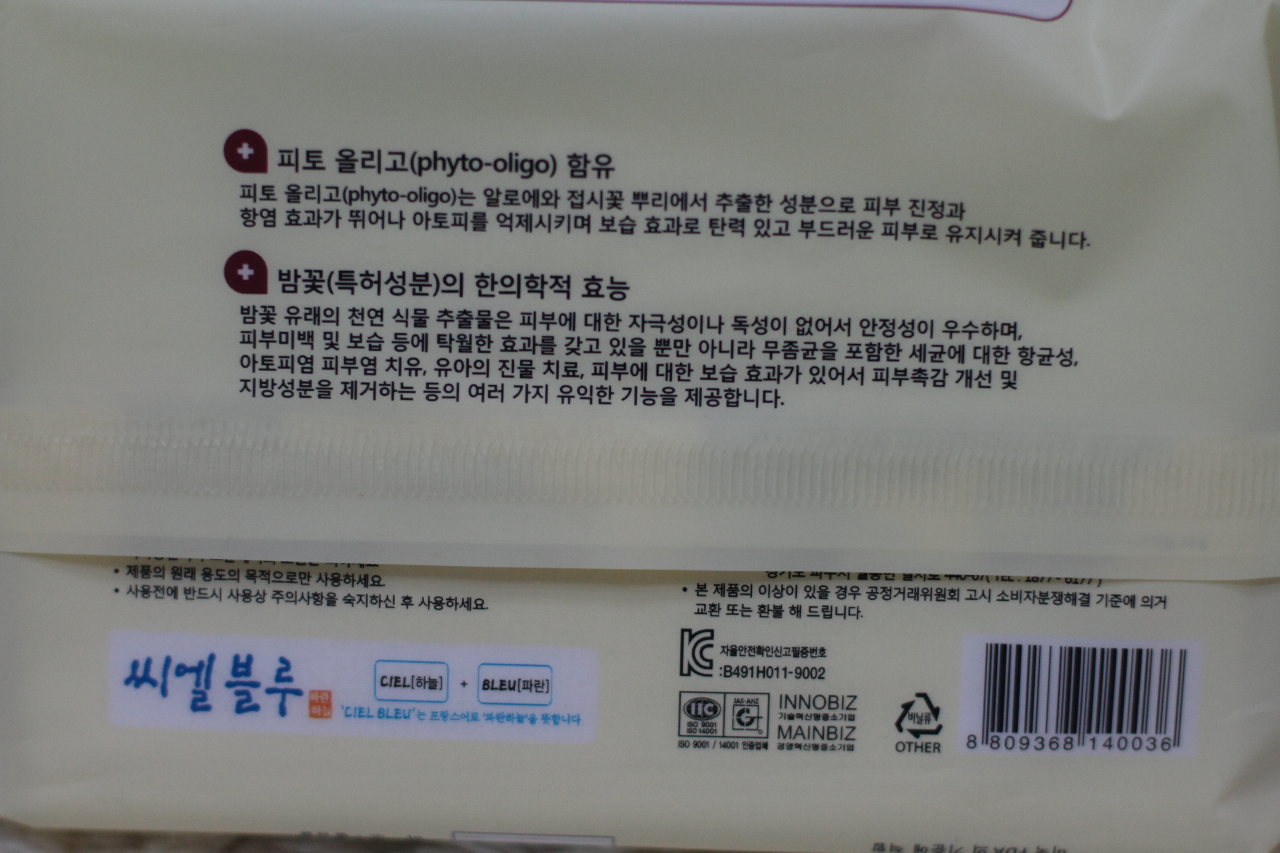 피토 올리고(phyto-oligo) 함유
피토 올리고(phyto-oligo)는 알로에와 접시꽃 뿌리에서 추출한 성분으로 피부 진정과
항염 효과가 뛰어나 아토피를 억제시키며 보습 효과로 탄력 있고 부드러운 피부로 유지시켜 줍니다.
밤꽃(특허성분)의 한의학적 효능
밤꽃 유래의 천연 식물 추출물은 피부에 대한 자극성이나 독성이 없어서 안정성이 우수하며,
피부미백 및 보습 등에 탁월한 효과를 갖고 있을 뿐만 아니라 무좀균을 포함한 세균에 대한 항균성,
아토피염 피부염 치유, 유아의 진물 치료, 피부에 대한 보습 효과가 있어서 피부촉감 개선 및
지방성분을 제거하는 등의 여러 가지 유익한 기능을 제공합니다.
• 제품의 원래 용도의 목적으로만 사용하세요.
• 사용전에 반드시 사용상 주의사항을 숙지하신 후 사용하세요.
씨엘블루
파란
하늘
CIEL[하늘] + BLEU[파란]
'CIEL BLEU'는 프랑스어로 '파란하늘'을 뜻합니다
• 본 제품의 이상이 있을 경우 공정거래위원회 고시 소비자분쟁해결 기준에 의거
교환 또는 환불 해 드립니다.
자율안전확인신고필증번호
:B491H011-9002
IIC
JAS-ANZ
ISO 9001
ISO 14001
ISO 9001 / 14001 인증업체
INNOBIZ
기술혁신형중소기업
MAINBIZ
경영혁신형중소기업
비닐류
OTHER
8 809368 140036